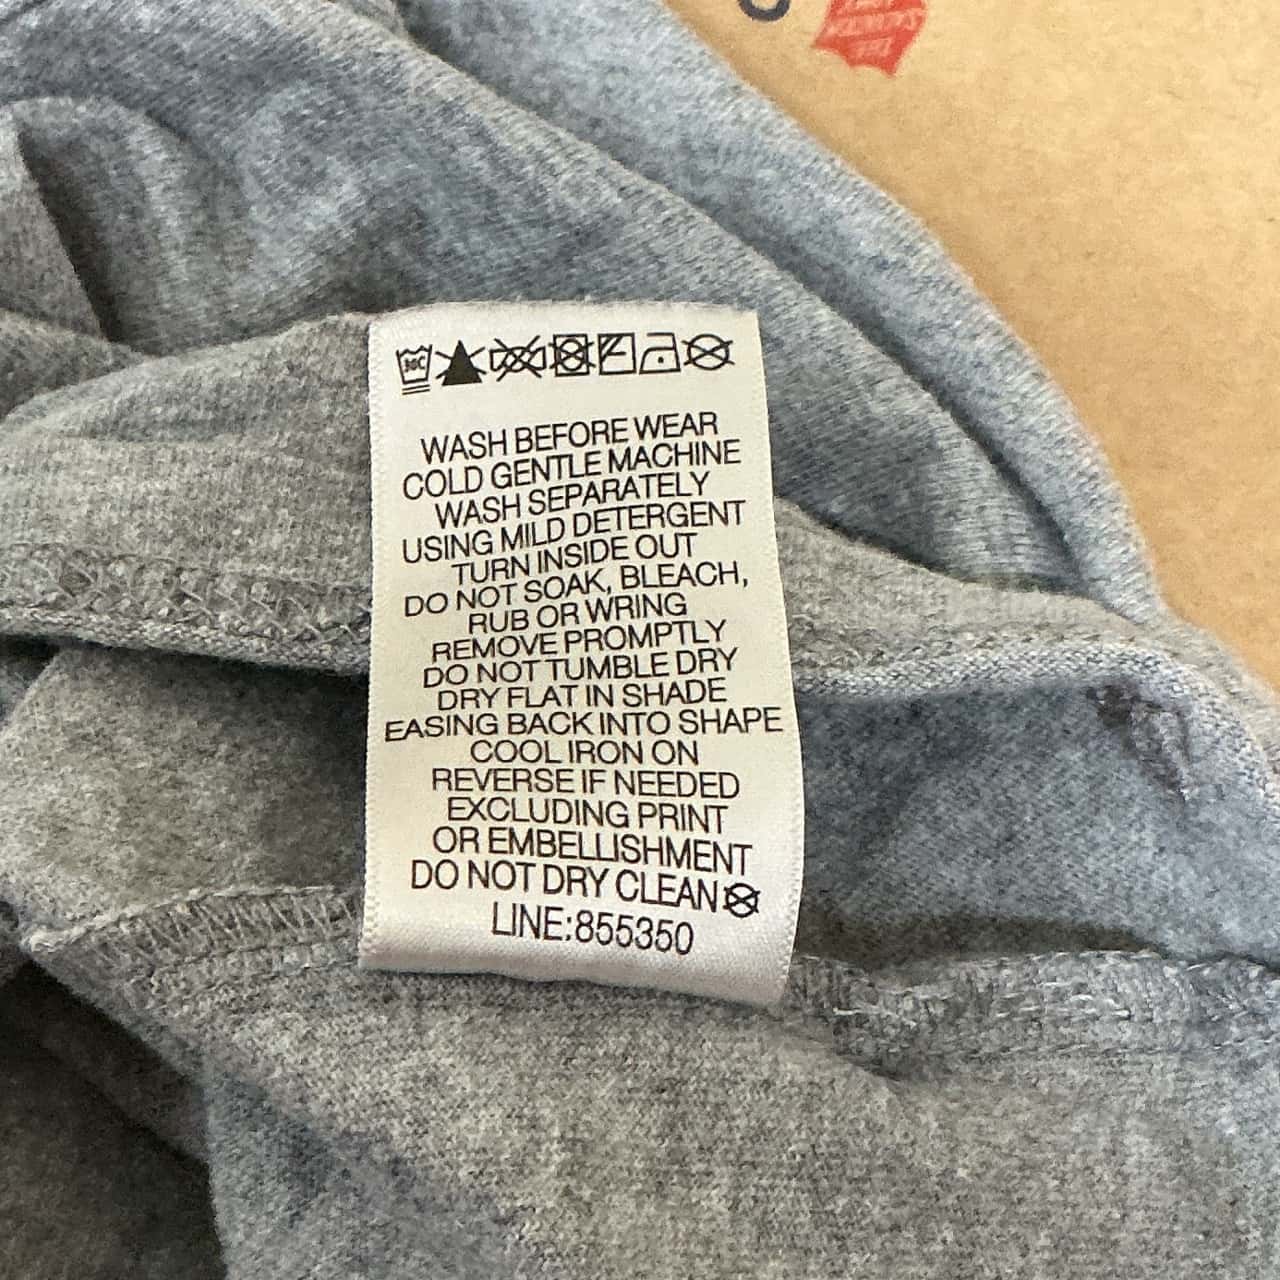 30C
WASH BEFORE WEAR
COLD GENTLE MACHINE
WASH SEPARATELY
USING MILD DETERGENT
TURN INSIDE OUT
DO NOT SOAK, BLEACH,
RUB OR WRING
REMOVE PROMPTLY
DO NOT TUMBLE DRY
DRY FLAT IN SHADE
EASING BACK INTO SHAPE
COOL IRON ON
REVERSE IF NEEDED
EXCLUDING PRINT
OR EMBELLISHMENT
DO NOT DRY CLEAN
LINE:855350